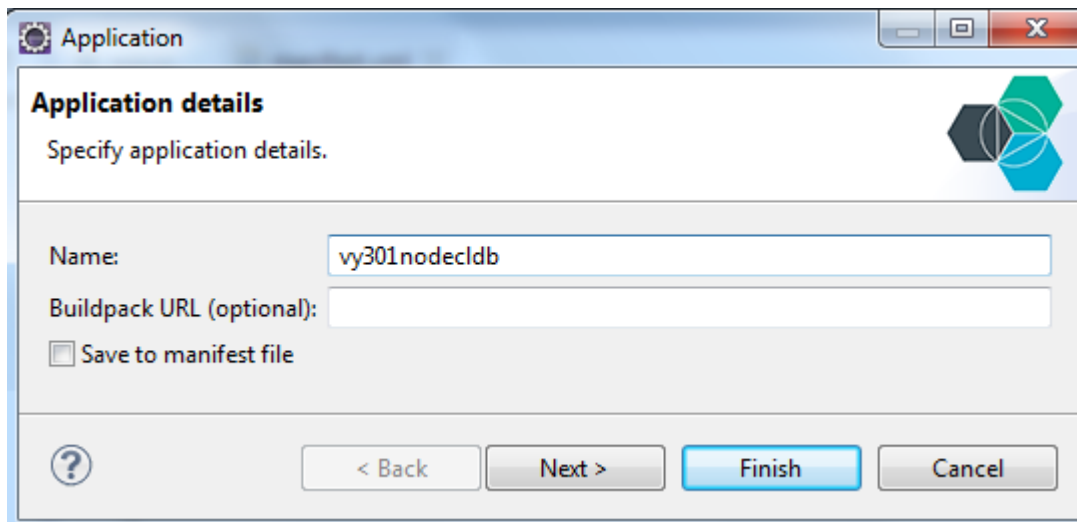 Application
Application details
Specify application details.
Name: vy301nodecldb
Buildpack URL (optional):
Save to manifest file
? < Back Next > Finish Cancel